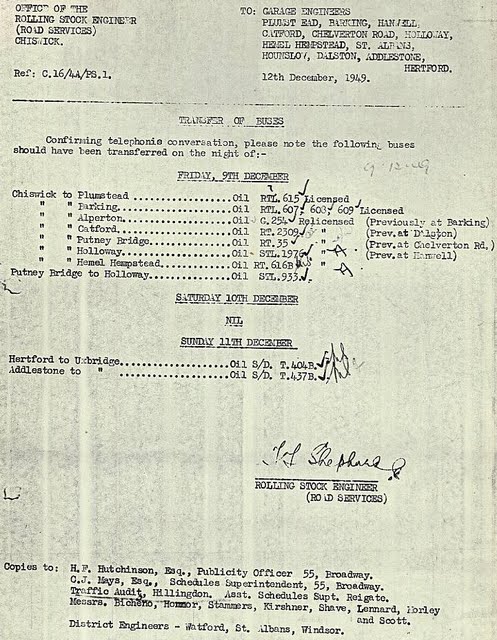 OFFICE OF THE
ROLLING STOCK ENGINEER
(ROAD SERVICES)
CHISWICK.
Ref: C.16/4A/PS.1.
TO: GARAGE ENGINEERS
PLUMST EAD, BARKING, HANWELL,
CATFORD, CHELVERTON ROAD, HOLLOWAY,
HEMEL HEMPSTEAD, ST. ALBANS,
HOUNSLOW, DALSTON, ADDLESTONE,
HERTFORD.
12th December, 1949.
TRANSFER OF BUSES
Confirming telephonis conversation, please note the following buses
should have been transferred on the night of:-
9-12-49
FRIDAY, 9TH DECEMBER
Chiswick to Plumstead....................Oil RTL.615 Licensed
" " Barking....................Oil RTL.607, 608, 609 Licensed
" " Alperton....................Oil C.254 Relicensed (Previously at Barking)
" " Catford....................Oil RT.2309 " (Prev.at Dalston)
" " Putney Bridge....................Oil RT.35 " (Prev.at Chelverton Rd.)
" " Holloway....................Oil STL.1976 " (Prev.at Hanwell)
" " Hemel Hempstead....................Oil RT.616B "
Putney Bridge to Holloway....................Oil STL.933
SATURDAY 10TH DECEMBER
NIL
SUNDAY 11TH DECEMBER
Hertford to Uxbridge....................Oil S/D. T.404B.
Addlestone to " ....................Oil S/D. T.437B.
ROLLING STOCK ENGINEER
(ROAD SERVICES)
Copies to: H.F. Hutchinson, Esq., Publicity Officer 55, Broadway.
C.J. Mays, Esq., Schedules Superintendent, 55, Broadway.
Traffic Audit, Hillingdon. Asst. Schedules Supt. Reigate.
Messrs. Bicheno, Hommor, Stammers, Kirshner, Shave, Lennard, Morley
and Scott.
District Engineers - Watford, St. Albans, Windsor.